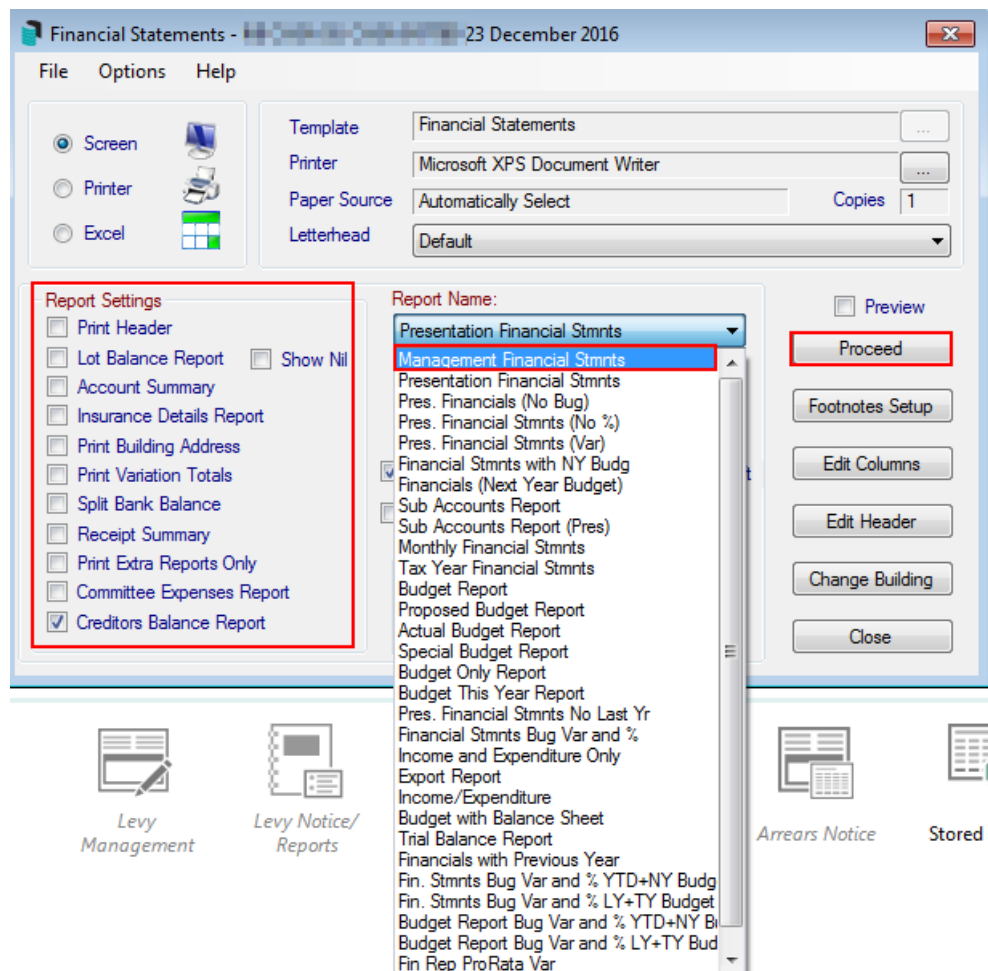 Financial Statements - 23 December 2016
File Options Help
Screen
Printer
Excel
Template Financial Statements ...
Printer Microsoft XPS Document Writer ...
Paper Source Automatically Select Copies 1
Letterhead Default
Report Settings
Print Header
Lot Balance Report Show Nil
Account Summary
Insurance Details Report
Print Building Address
Print Variation Totals
Split Bank Balance
Receipt Summary
Print Extra Reports Only
Committee Expenses Report
Creditors Balance Report
Report Name:
Presentation Financial Stmnts
Management Financial Stmnts
Presentation Financial Stmnts
Pres. Financials (No Bug)
Pres. Financial Stmnts (No %)
Pres. Financial Stmnts (Var)
Financial Stmnts with NY Budg
Financials (Next Year Budget)
Sub Accounts Report
Sub Accounts Report (Pres)
Monthly Financial Stmnts
Tax Year Financial Stmnts
Budget Report
Proposed Budget Report
Actual Budget Report
Special Budget Report
Budget Only Report
Budget This Year Report
Pres. Financial Stmnts No Last Yr
Financial Stmnts Bug Var and %
Income and Expenditure Only
Export Report
Income/Expenditure
Budget with Balance Sheet
Trial Balance Report
Financials with Previous Year
Fin. Stmnts Bug Var and % YTD+NY Budg
Fin. Stmnts Bug Var and % LY+TY Budget
Budget Report Bug Var and % YTD+NY Bu
Budget Report Bug Var and % LY+TY Bud
Fin Rep ProRata Var
t
Preview
Proceed
Footnotes Setup
Edit Columns
Edit Header
Change Building
Close
Levy
Management
Levy Notice/
Reports
Arrears Notice
Stored